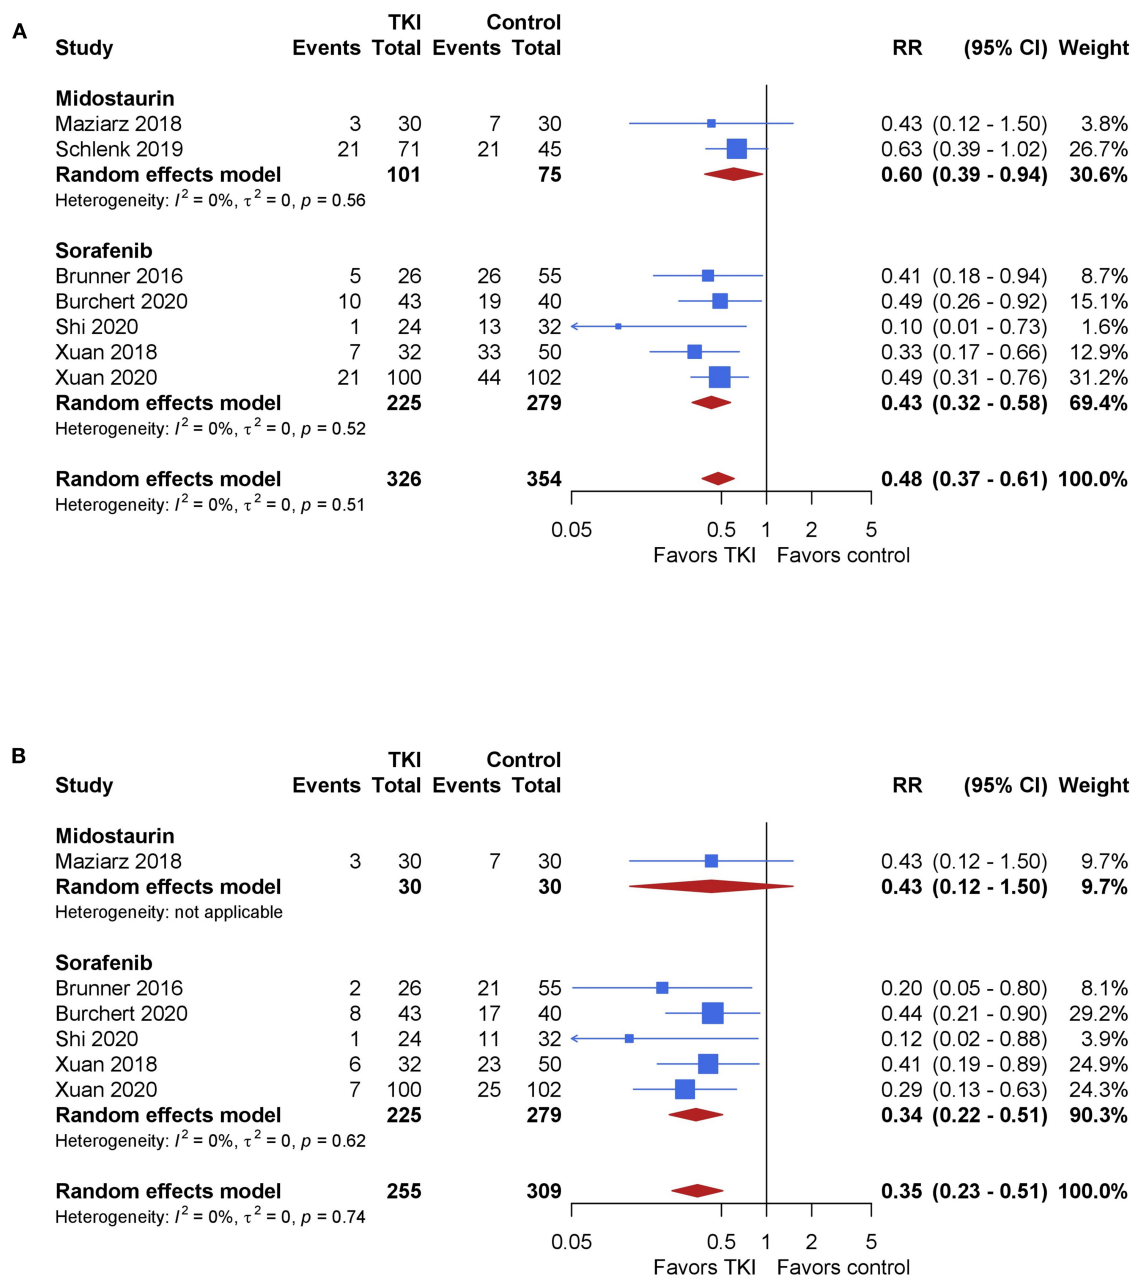 A
TKI Control
Study Events Total Events Total RR (95% CI) Weight
Midostaurin
Maziarz 2018 3 30 7 30 0.43 (0.12 - 1.50) 3.8%
Schlenk 2019 21 71 21 45 0.63 (0.39 - 1.02) 26.7%
Random effects model 101 75 0.60 (0.39 - 0.94) 30.6%
Heterogeneity: I² = 0%, τ² = 0, p = 0.56
Sorafenib
Brunner 2016 5 26 26 55 0.41 (0.18 - 0.94) 8.7%
Burchert 2020 10 43 19 40 0.49 (0.26 - 0.92) 15.1%
Shi 2020 1 24 13 32 0.10 (0.01 - 0.73) 1.6%
Xuan 2018 7 32 33 50 0.33 (0.17 - 0.66) 12.9%
Xuan 2020 21 100 44 102 0.49 (0.31 - 0.76) 31.2%
Random effects model 225 279 0.43 (0.32 - 0.58) 69.4%
Heterogeneity: I² = 0%, τ² = 0, p = 0.52
Random effects model 326 354 0.48 (0.37 - 0.61) 100.0%
Heterogeneity: I² = 0%, τ² = 0, p = 0.51
0.05 0.5 1 2 5
Favors TKI Favors control
B
TKI Control
Study Events Total Events Total RR (95% CI) Weight
Midostaurin
Maziarz 2018 3 30 7 30 0.43 (0.12 - 1.50) 9.7%
Random effects model 30 30 0.43 (0.12 - 1.50) 9.7%
Heterogeneity: not applicable
Sorafenib
Brunner 2016 2 26 21 55 0.20 (0.05 - 0.80) 8.1%
Burchert 2020 8 43 17 40 0.44 (0.21 - 0.90) 29.2%
Shi 2020 1 24 11 32 0.12 (0.02 - 0.88) 3.9%
Xuan 2018 6 32 23 50 0.41 (0.19 - 0.89) 24.9%
Xuan 2020 7 100 25 102 0.29 (0.13 - 0.63) 24.3%
Random effects model 225 279 0.34 (0.22 - 0.51) 90.3%
Heterogeneity: I² = 0%, τ² = 0, p = 0.62
Random effects model 255 309 0.35 (0.23 - 0.51) 100.0%
Heterogeneity: I² = 0%, τ² = 0, p = 0.74
0.05 0.5 1 2 5
Favors TKI Favors control